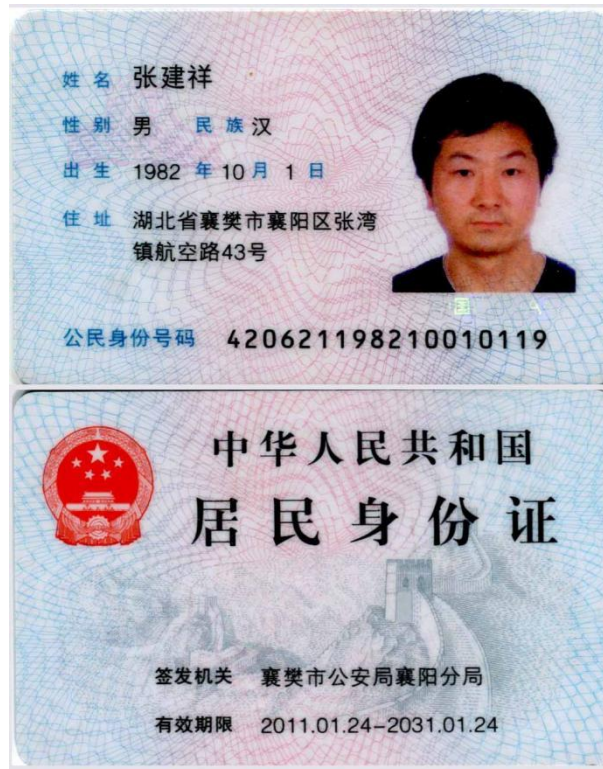 姓名 张建祥
性别 男 民族 汉
出生 1982 年 10 月 1 日
住址 湖北省襄樊市襄阳区张湾
镇航空路43号
公民身份号码 420621198210010119
中华人民共和国
居民身份证
签发机关 襄樊市公安局襄阳分局
有效期限 2011.01.24-2031.01.24